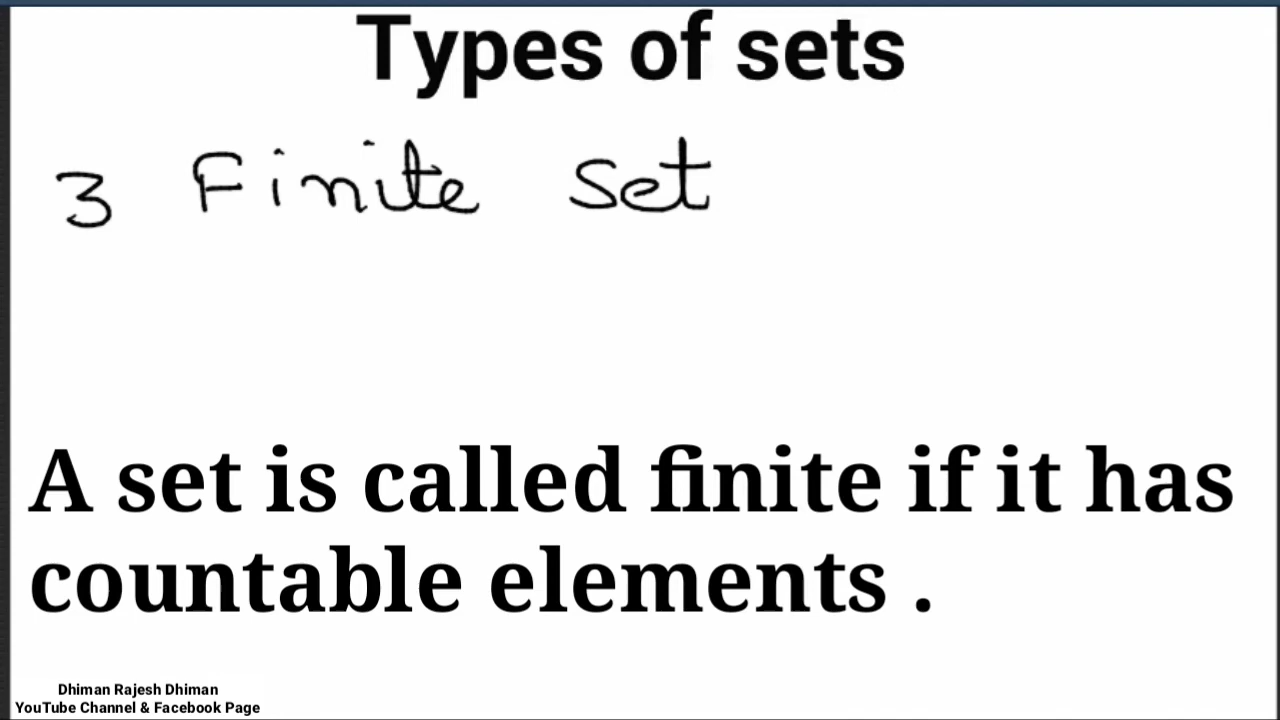 Types of sets
3 Finite Set
A set is called finite if it has
countable elements .
Dhiman Rajesh Dhiman
YouTube Channel & Facebook Page